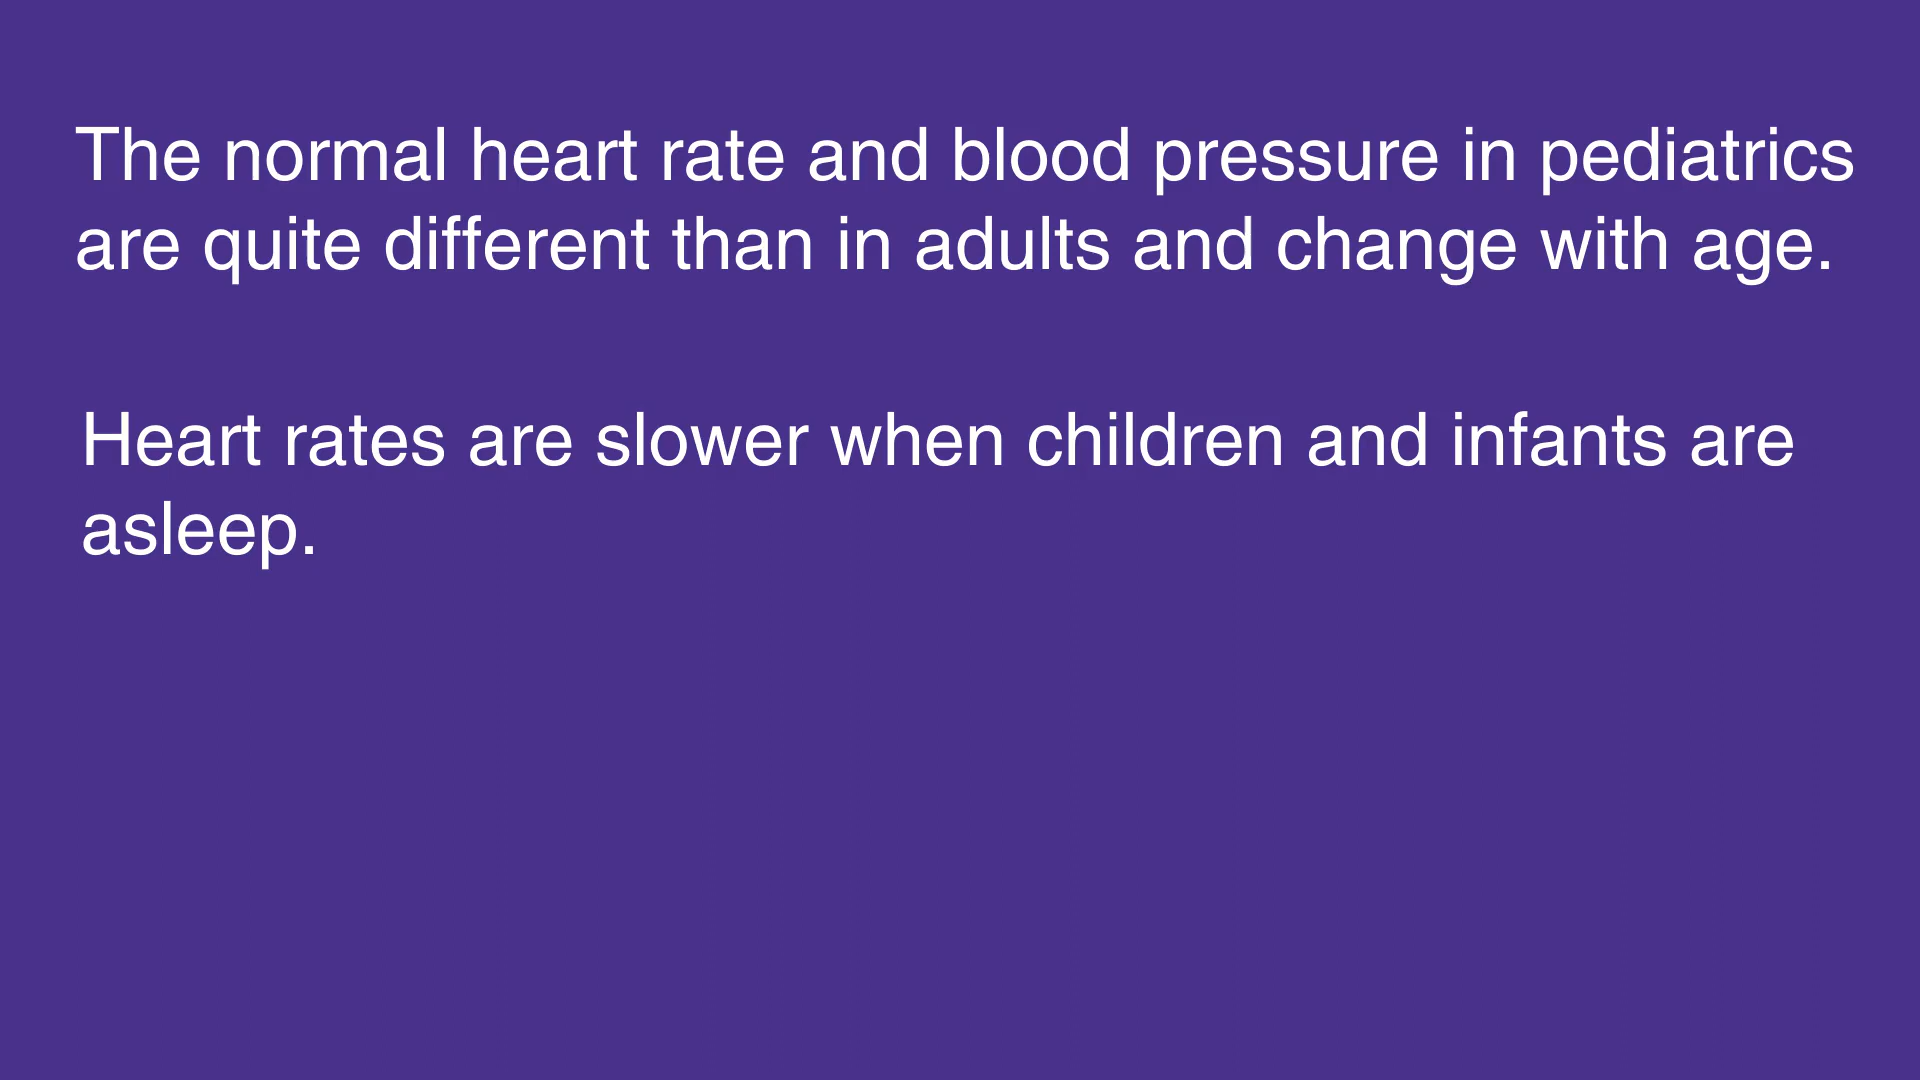 The normal heart rate and blood pressure in pediatrics
are quite different than in adults and change with age.
Heart rates are slower when children and infants are
asleep.